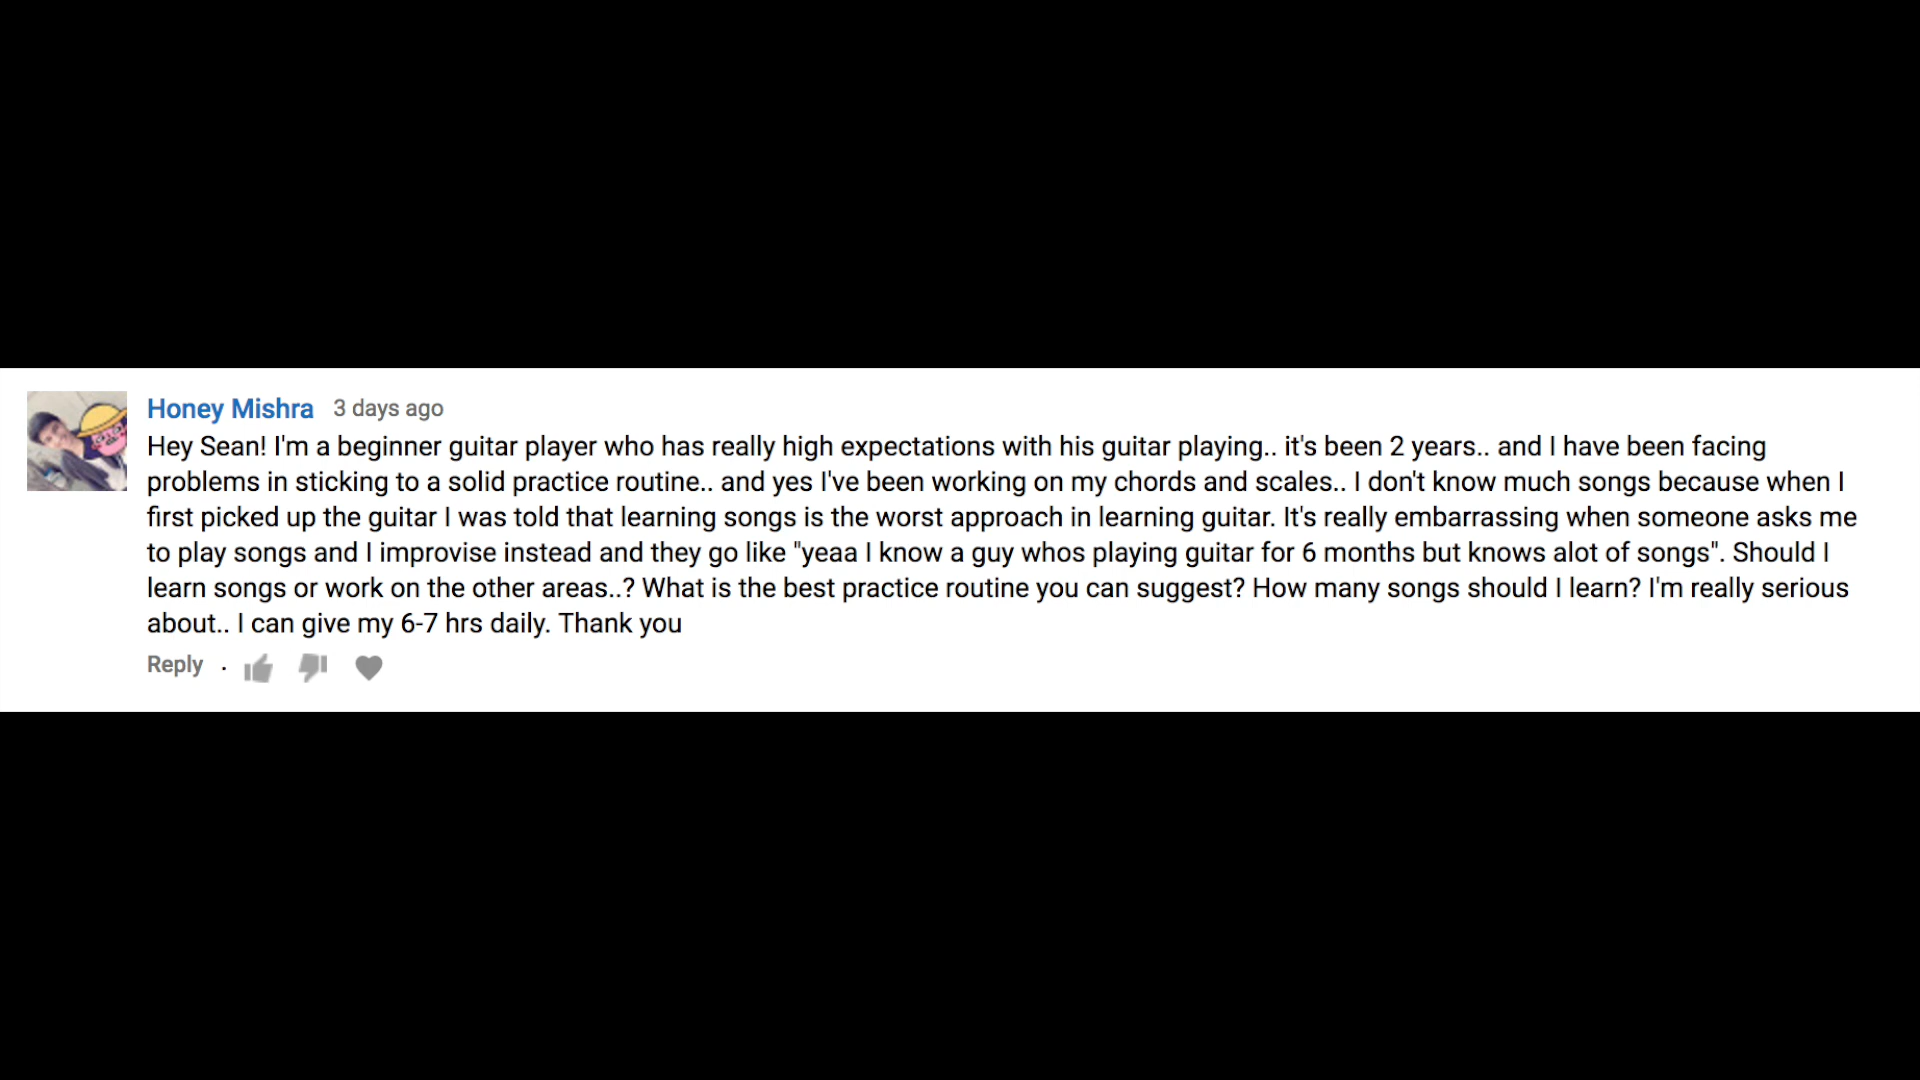 Honey Mishra 3 days ago
Hey Sean! I'm a beginner guitar player who has really high expectations with his guitar playing.. it's been 2 years.. and I have been facing
problems in sticking to a solid practice routine.. and yes I've been working on my chords and scales.. I don't know much songs because when I
first picked up the guitar I was told that learning songs is the worst approach in learning guitar. It's really embarrassing when someone asks me
to play songs and I improvise instead and they go like "yeaa I know a guy whos playing guitar for 6 months but knows alot of songs". Should I
learn songs or work on the other areas..? What is the best practice routine you can suggest? How many songs should I learn? I'm really serious
about.. I can give my 6-7 hrs daily. Thank you
Reply .